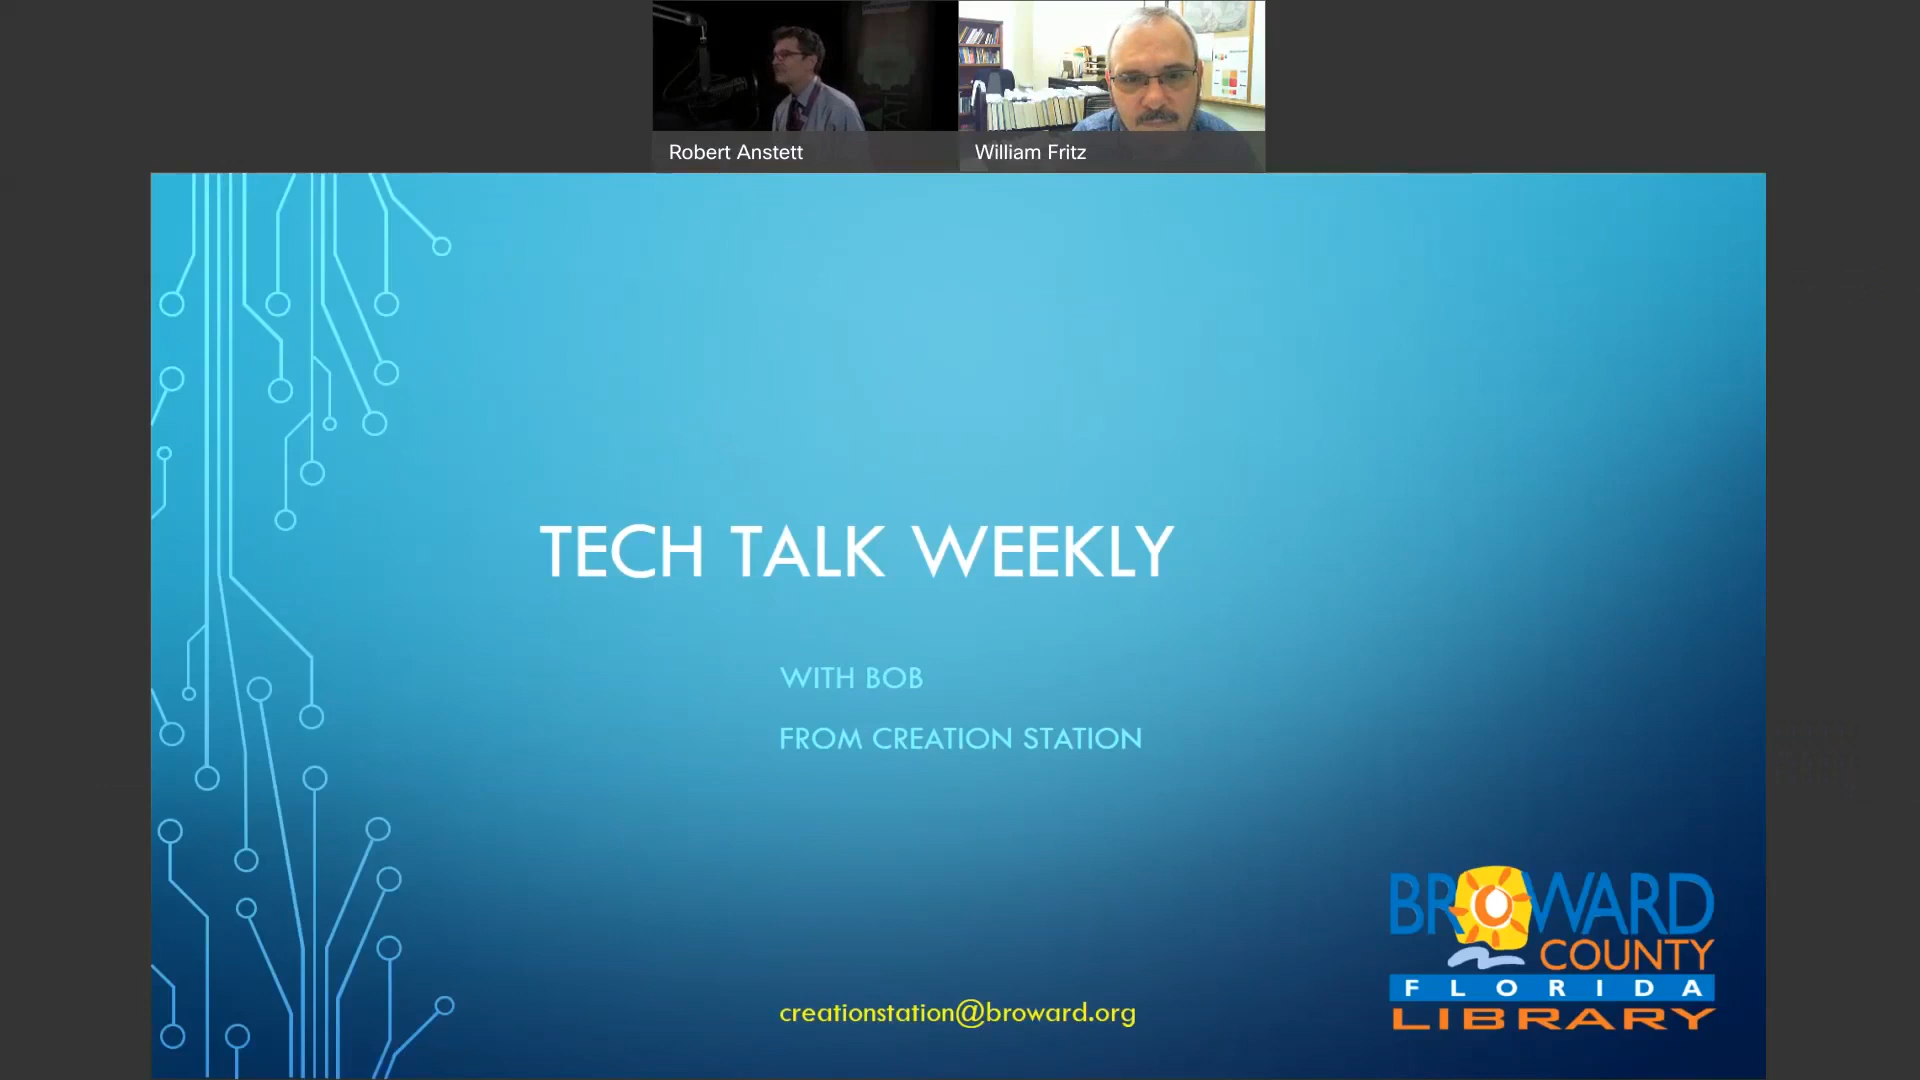 Robert Anstett
William Fritz
TECH TALK WEEKLY
WITH BOB
FROM CREATION STATION
creationstation@broward.org
BROWARD
COUNTY
FLORIDA
LIBRARY